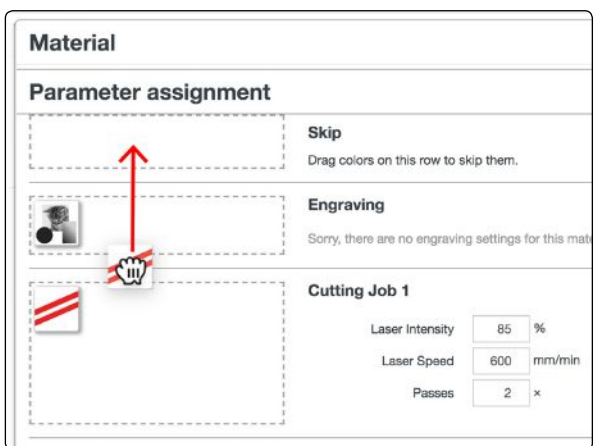 Material
Parameter assignment
Skip
Drag colors on this row to skip them.
Engraving
Sorry, there are no engraving settings for this mate
Cutting Job 1
Laser Intensity 85 %
Laser Speed 600 mm/min
Passes 2 ×